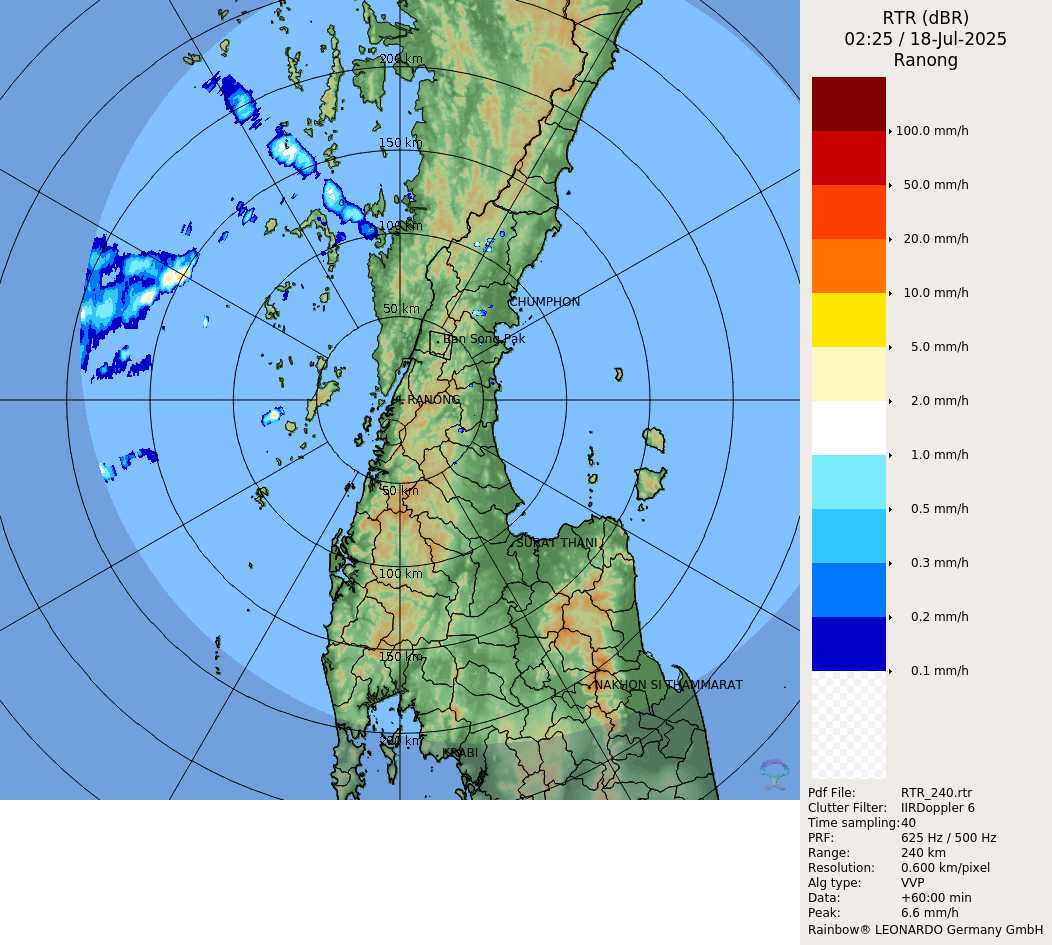 RTR (dBR)
02:25 / 18-Jul-2025
Ranong
200 km
150 km
100 km
50 km
CHUMPHON
Ban Song Pak
RANONG
50 km
SURAT THANI
100 km
150 km
NAKHON SI THAMMARAT
200 km
KRABI
100.0 mm/h
50.0 mm/h
20.0 mm/h
10.0 mm/h
5.0 mm/h
2.0 mm/h
1.0 mm/h
0.5 mm/h
0.3 mm/h
0.2 mm/h
0.1 mm/h
Pdf File: RTR_240.rtr
Clutter Filter: IIRDoppler 6
Time sampling: 40
PRF: 625 Hz / 500 Hz
Range: 240 km
Resolution: 0.600 km/pixel
Alg type: VVP
Data: +60:00 min
Peak: 6.6 mm/h
Rainbow® LEONARDO Germany GmbH